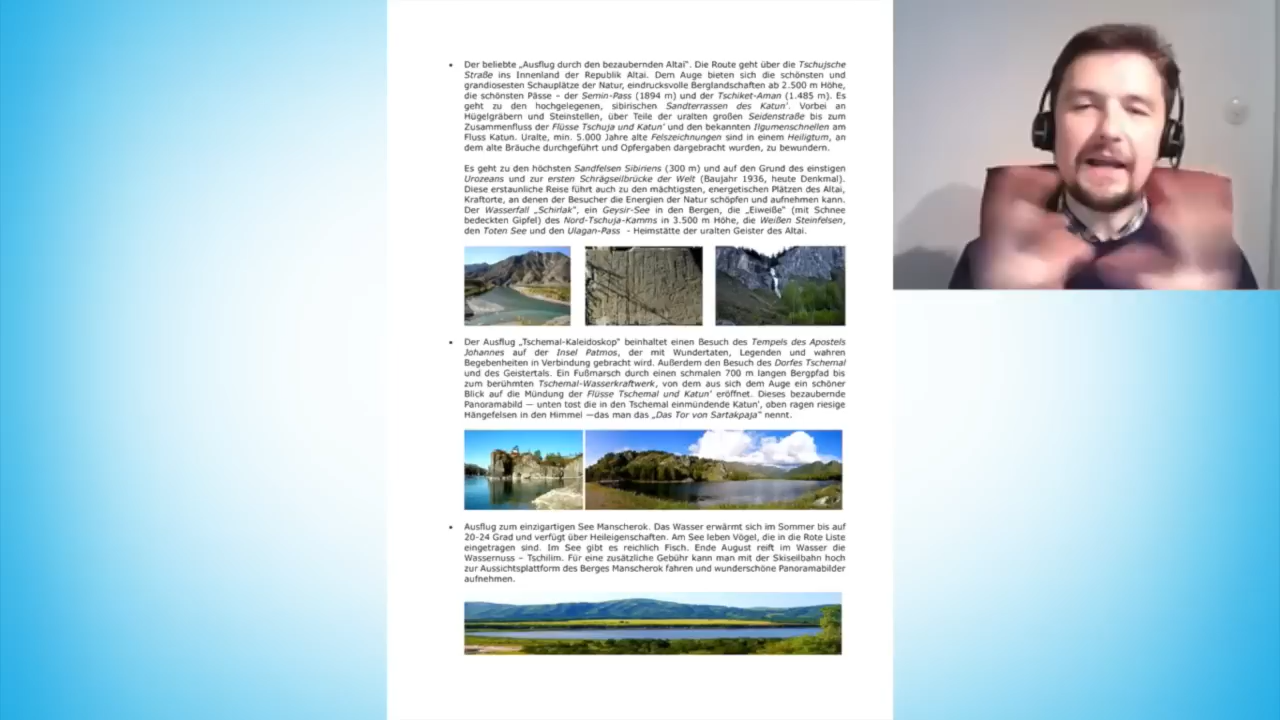 • Der beliebte „Ausflug durch den bezaubernden Altai“. Die Route geht über die Tschujsche
Straße ins Innenland der Republik Altai. Dem Auge bieten sich die schönsten und
grandiosesten Schauplätze der Natur, eindrucksvolle Berglandschaften ab 2.500 m Höhe,
die schönsten Pässe – der Semin-Pass (1894 m) und der Tschiket-Aman (1.485 m). Es
geht zu den hochgelegenen, sibirischen Sandterrassen des Katun’. Vorbei an
Hügelgräbern und Steinstellen, über Teile der uralten großen Seidenstraße bis zum
Zusammenfluss der Flüsse Tschuja und Katun’ und den bekannten Ilgumenschnellen am
Fluss Katun. Uralte, min. 5.000 Jahre alte Felszeichnungen sind in einem Heiligtum, an
dem alte Bräuche durchgeführt und Opfergaben dargebracht wurden, zu bewundern.
Es geht zu den höchsten Sandfelsen Sibiriens (300 m) und auf den Grund des einstigen
Urozeans und zur ersten Schrägseilbrücke der Welt (Baujahr 1936, heute Denkmal).
Diese erstaunliche Reise führt auch zu den mächtigsten, energetischen Plätzen des Altai,
Kraftorte, an denen der Besucher die Energien der Natur schöpfen und aufnehmen kann.
Der Wasserfall „Schirlak“, ein Geysir-See in den Bergen, die „Eiweiße“ (mit Schnee
bedeckten Gipfel) des Nord-Tschuja-Kamms in 3.500 m Höhe, die Weißen Steinfelsen,
den Toten See und den Ulagan-Pass - Heimstätte der uralten Geister des Altai.
• Der Ausflug „Tschemal-Kaleidoskop“ beinhaltet einen Besuch des Tempels des Apostels
Johannes auf der Insel Patmos, der mit Wundertaten, Legenden und wahren
Begebenheiten in Verbindung gebracht wird. Außerdem den Besuch des Dorfes Tschemal
und des Geistertals. Ein Fußmarsch durch einen schmalen 700 m langen Bergpfad bis
zum berühmten Tschemal-Wasserkraftwerk, von dem aus sich dem Auge ein schöner
Blick auf die Mündung der Flüsse Tschemal und Katun’ eröffnet. Dieses bezaubernde
Panoramabild — unten tost die in den Tschemal einmündende Katun’, oben ragen riesige
Hängefelsen in den Himmel —das man das „Das Tor von Sartakpaja“ nennt.
• Ausflug zum einzigartigen See Manscherok. Das Wasser erwärmt sich im Sommer bis auf
20-24 Grad und verfügt über Heileigenschaften. Am See leben Vögel, die in die Rote Liste
eingetragen sind. Im See gibt es reichlich Fisch. Ende August reift im Wasser die
Wassernuss – Tschilim. Für eine zusätzliche Gebühr kann man mit der Skiseilbahn hoch
zur Aussichtsplattform des Berges Manscherok fahren und wunderschöne Panoramabilder
aufnehmen.